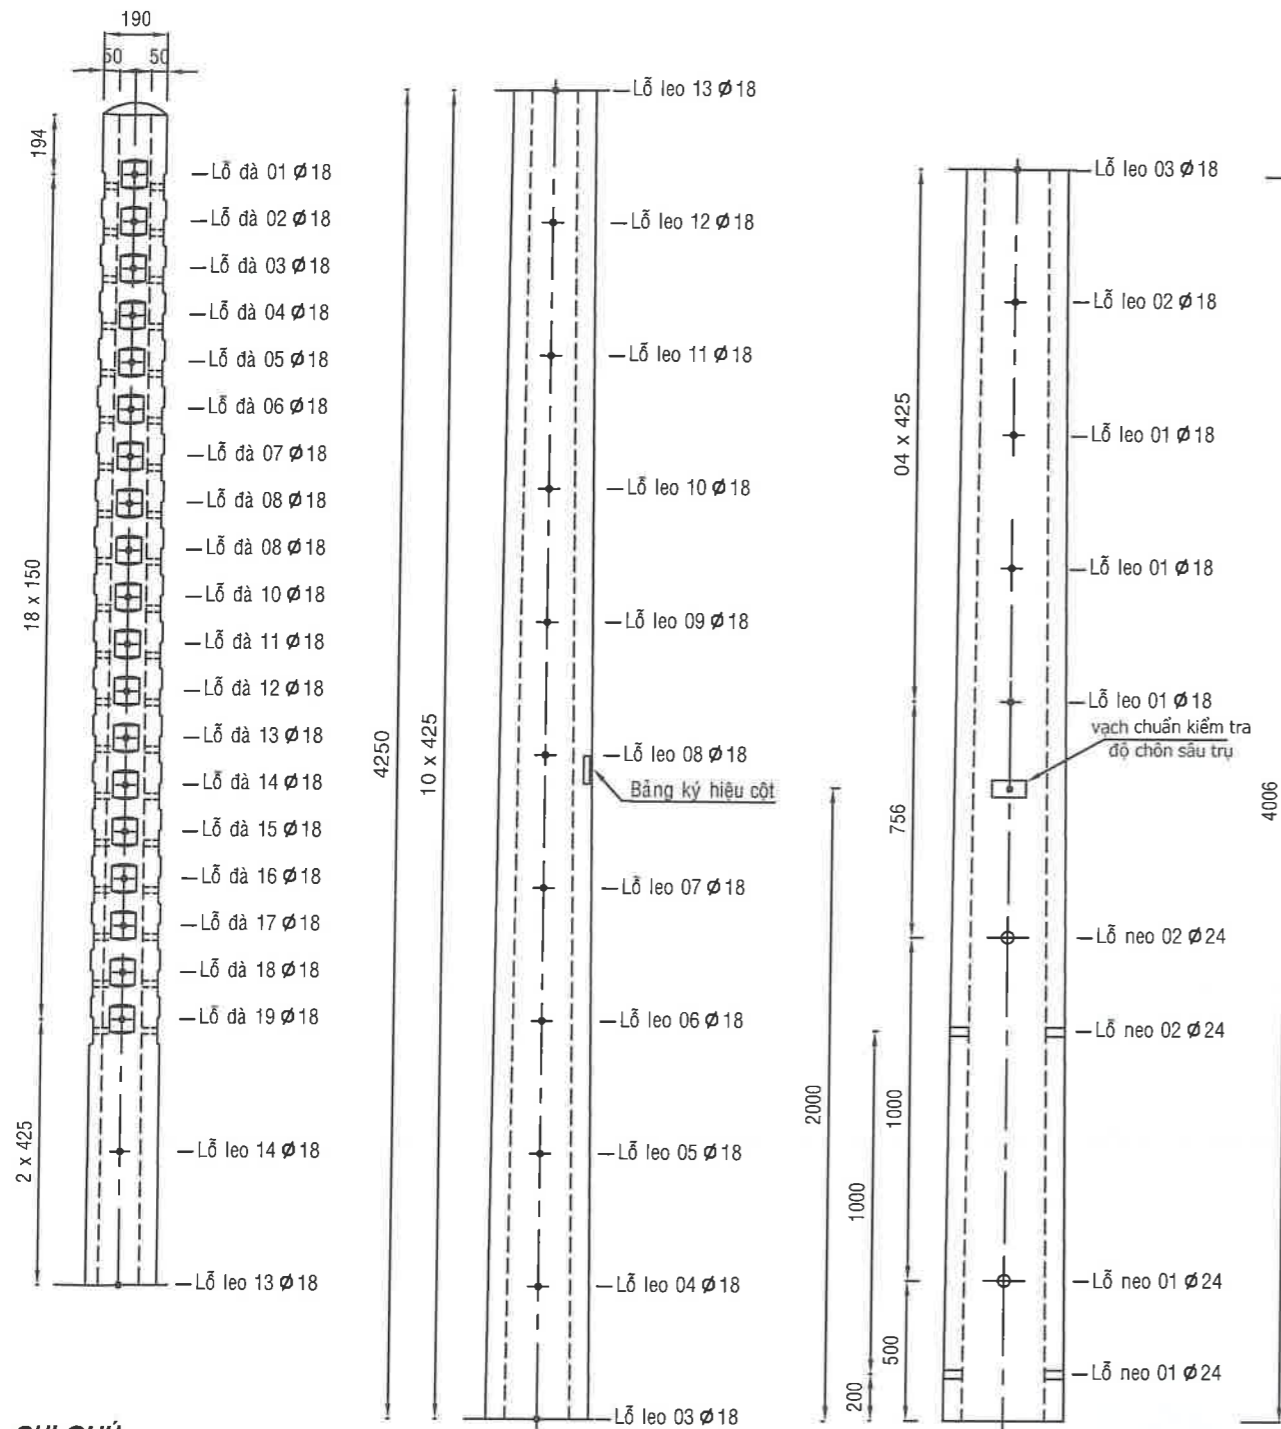 190
50 50
194
Lỗ đà 01 Ø18
Lỗ đà 02 Ø18
Lỗ đà 03 Ø18
Lỗ đà 04 Ø18
Lỗ đà 05 Ø18
Lỗ đà 06 Ø18
Lỗ đà 07 Ø18
Lỗ đà 08 Ø18
Lỗ đà 08 Ø18
Lỗ đà 10 Ø18
Lỗ đà 11 Ø18
Lỗ đà 12 Ø18
Lỗ đà 13 Ø18
Lỗ đà 14 Ø18
Lỗ đà 15 Ø18
Lỗ đà 16 Ø18
Lỗ đà 17 Ø18
Lỗ đà 18 Ø18
Lỗ đà 19 Ø18
18 x 150
2 x 425
Lỗ leo 14 Ø18
Lỗ leo 13 Ø18
4250
10 x 425
Lỗ leo 13 Ø18
Lỗ leo 12 Ø18
Lỗ leo 11 Ø18
Lỗ leo 10 Ø18
Lỗ leo 09 Ø18
Lỗ leo 08 Ø18
Bảng ký hiệu cột
Lỗ leo 07 Ø18
Lỗ leo 06 Ø18
Lỗ leo 05 Ø18
Lỗ leo 04 Ø18
Lỗ leo 03 Ø18
Lỗ leo 03 Ø18
Lỗ leo 02 Ø18
Lỗ leo 01 Ø18
Lỗ leo 01 Ø18
Lỗ leo 01 Ø18
vạch chuẩn kiểm tra
độ chôn sâu trụ
Lỗ neo 02 Ø24
Lỗ neo 02 Ø24
Lỗ neo 01 Ø24
Lỗ neo 01 Ø24
04 x 425
756
1000
500
2000
1000
200
4006